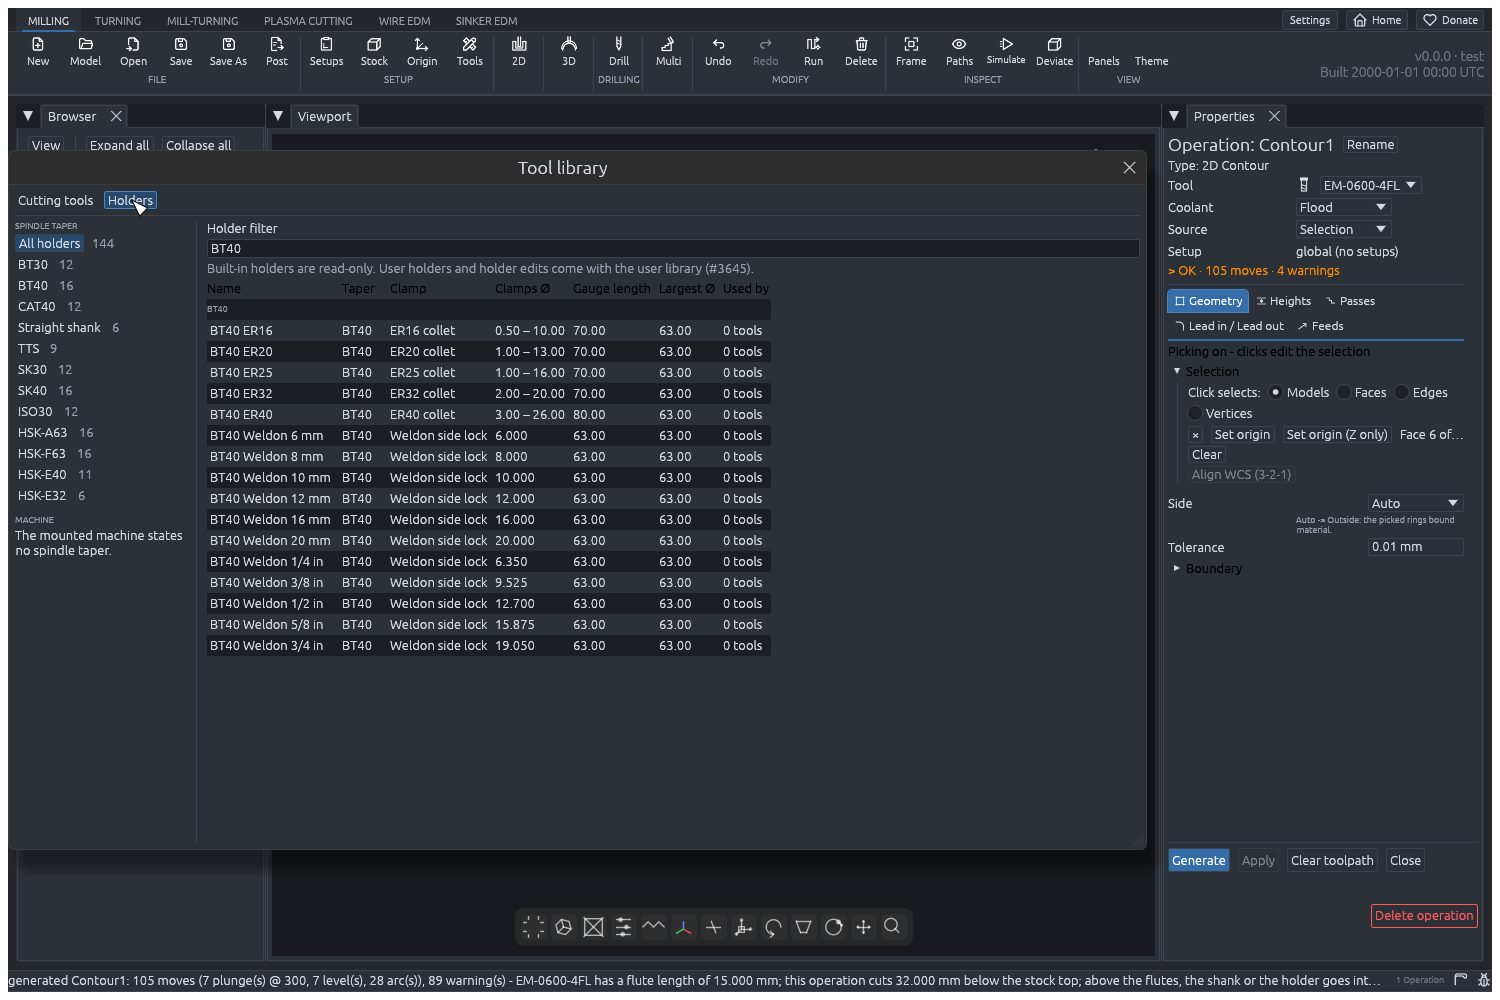 MILLING TURNING MILL-TURNING PLASMA CUTTING WIRE EDM SINKER EDM Settings Home Donate
New Model Open Save Save As Post Setups Stock Origin Tools 2D 3D Drill Multi Undo Redo Run Delete Frame Paths Simulate Deviate Panels Theme
FILE SETUP DRILLING MODIFY INSPECT VIEW
v0.0.0 · test
Built 2000-01-01 00:00 UTC
Browser Viewport Properties
View Expand all Collapse all
Tool library
Cutting tools Holders
SPINDLE TAPER
All holders 144
BT30 12
BT40 16
CAT40 12
Straight shank 6
TTS 9
SK30 12
SK40 16
ISO30 12
HSK-A63 16
HSK-F63 16
HSK-E40 11
HSK-E32 6
MACHINE
The mounted machine states
no spindle taper.
Holder filter
BT40
Built-in holders are read-only. User holders and holder edits come with the user library (#3645).
Name Taper Clamp Clamps Ø Gauge length Largest Ø Used by
BT40
BT40 ER16 BT40 ER16 collet 0.50 – 10.00 70.00 63.00 0 tools
BT40 ER20 BT40 ER20 collet 1.00 – 13.00 70.00 63.00 0 tools
BT40 ER25 BT40 ER25 collet 1.00 – 16.00 70.00 63.00 0 tools
BT40 ER32 BT40 ER32 collet 2.00 – 20.00 70.00 63.00 0 tools
BT40 ER40 BT40 ER40 collet 3.00 – 26.00 80.00 63.00 0 tools
BT40 Weldon 6 mm BT40 Weldon side lock 6.000 63.00 63.00 0 tools
BT40 Weldon 8 mm BT40 Weldon side lock 8.000 63.00 63.00 0 tools
BT40 Weldon 10 mm BT40 Weldon side lock 10.000 63.00 63.00 0 tools
BT40 Weldon 12 mm BT40 Weldon side lock 12.000 63.00 63.00 0 tools
BT40 Weldon 16 mm BT40 Weldon side lock 16.000 63.00 63.00 0 tools
BT40 Weldon 20 mm BT40 Weldon side lock 20.000 63.00 63.00 0 tools
BT40 Weldon 1/4 in BT40 Weldon side lock 6.350 63.00 63.00 0 tools
BT40 Weldon 3/8 in BT40 Weldon side lock 9.525 63.00 63.00 0 tools
BT40 Weldon 1/2 in BT40 Weldon side lock 12.700 63.00 63.00 0 tools
BT40 Weldon 5/8 in BT40 Weldon side lock 15.875 63.00 63.00 0 tools
BT40 Weldon 3/4 in BT40 Weldon side lock 19.050 63.00 63.00 0 tools
Operation: Contour1 Rename
Type: 2D Contour
Tool EM-0600-4FL
Coolant Flood
Source Selection
Setup global (no setups)
> OK · 105 moves · 4 warnings
Geometry Heights Passes
Lead in / Lead out Feeds
Picking on - clicks edit the selection
Selection
Click selects: Models Faces Edges
Vertices
× Set origin Set origin (Z only) Face 6 of…
Clear
Align WCS (3-2-1)
Side Auto
Auto -> Outside: the picked rings bound
material.
Tolerance 0.01 mm
Boundary
Generate Apply Clear toolpath Close
Delete operation
generated Contour1: 105 moves (7 plunge(s) @ 300, 7 level(s), 28 arc(s)), 89 warning(s) - EM-0600-4FL has a flute length of 15.000 mm; this operation cuts 32.000 mm below the stock top; above the flutes, the shank or the holder goes int… 1 Operation